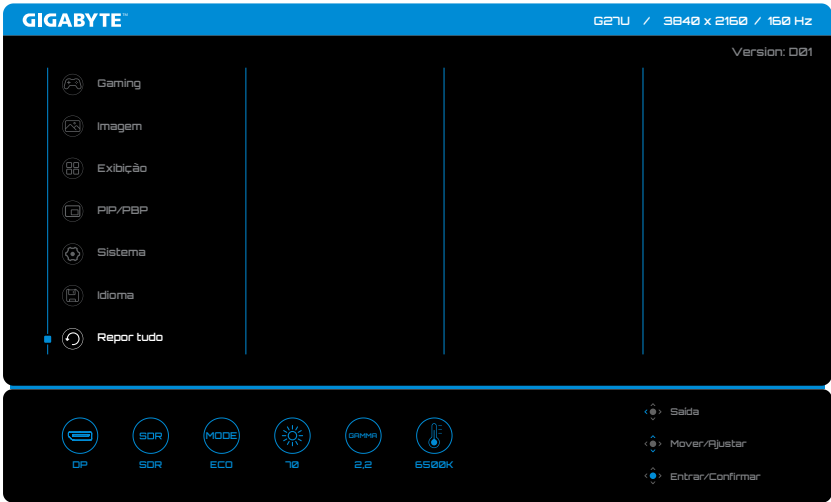 GIGABYTE™
G27U / 3840 x 2160 / 160 Hz
Version: D01
Gaming
Imagem
Exibição
PIP/PBP
Sistema
Idioma
Repor tudo
SDR
MODE
GAMMA
DP
SDR
ECO
70
2,2
6500K
Saída
Mover/Ajustar
Entrar/Confirmar